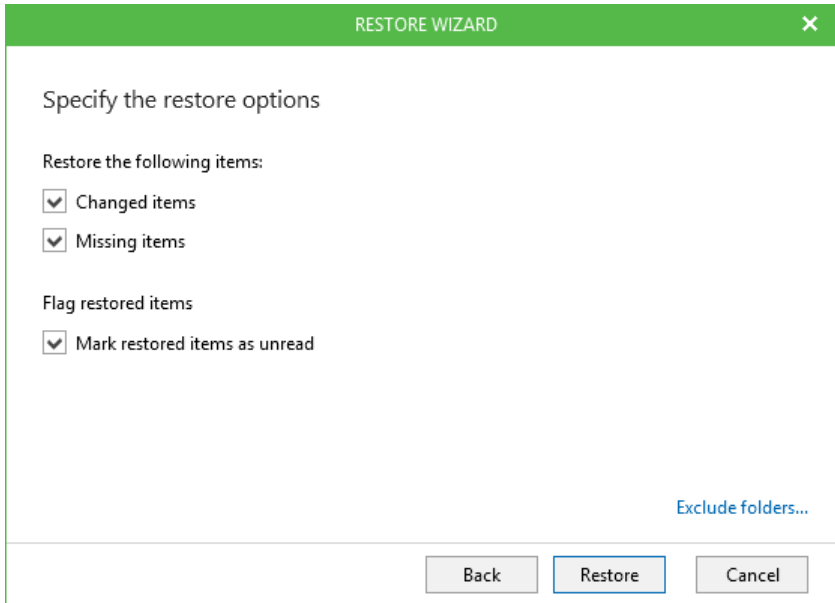 RESTORE WIZARD
Specify the restore options
Restore the following items:
Changed items
Missing items
Flag restored items
Mark restored items as unread
Exclude folders...
Back Restore Cancel